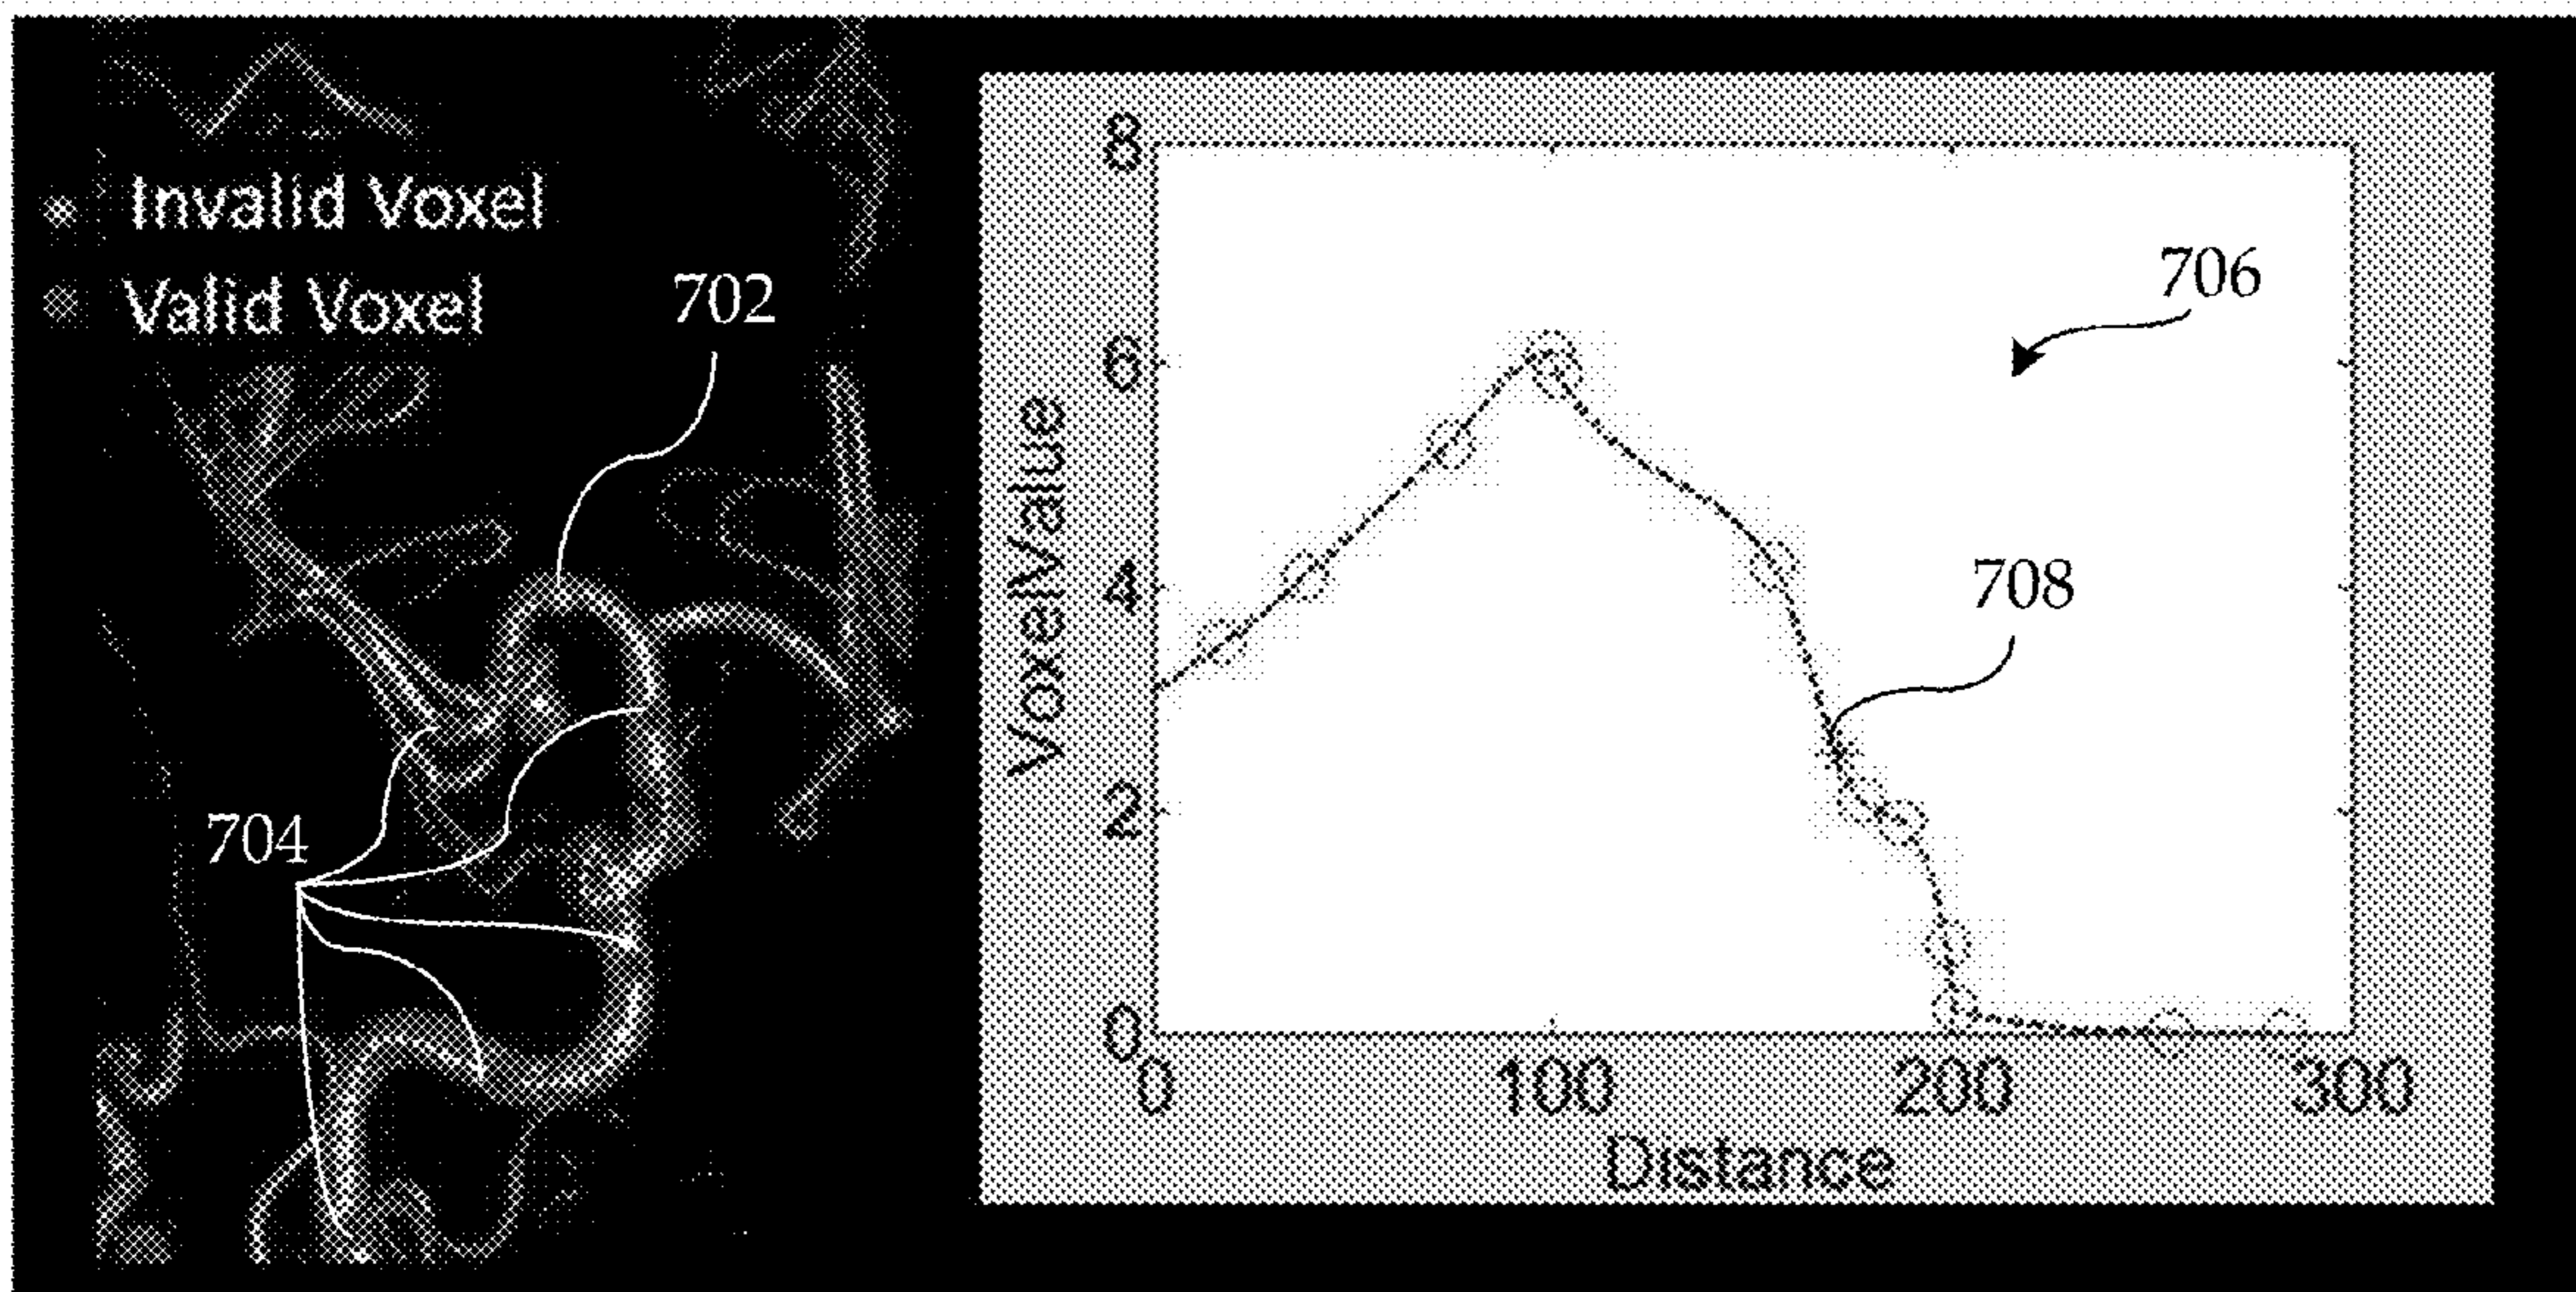 Invalid Voxel
Valid Voxel
702
704
8
6
4
2
0
VoxelValue
706
708
0 100 200 300
Distance